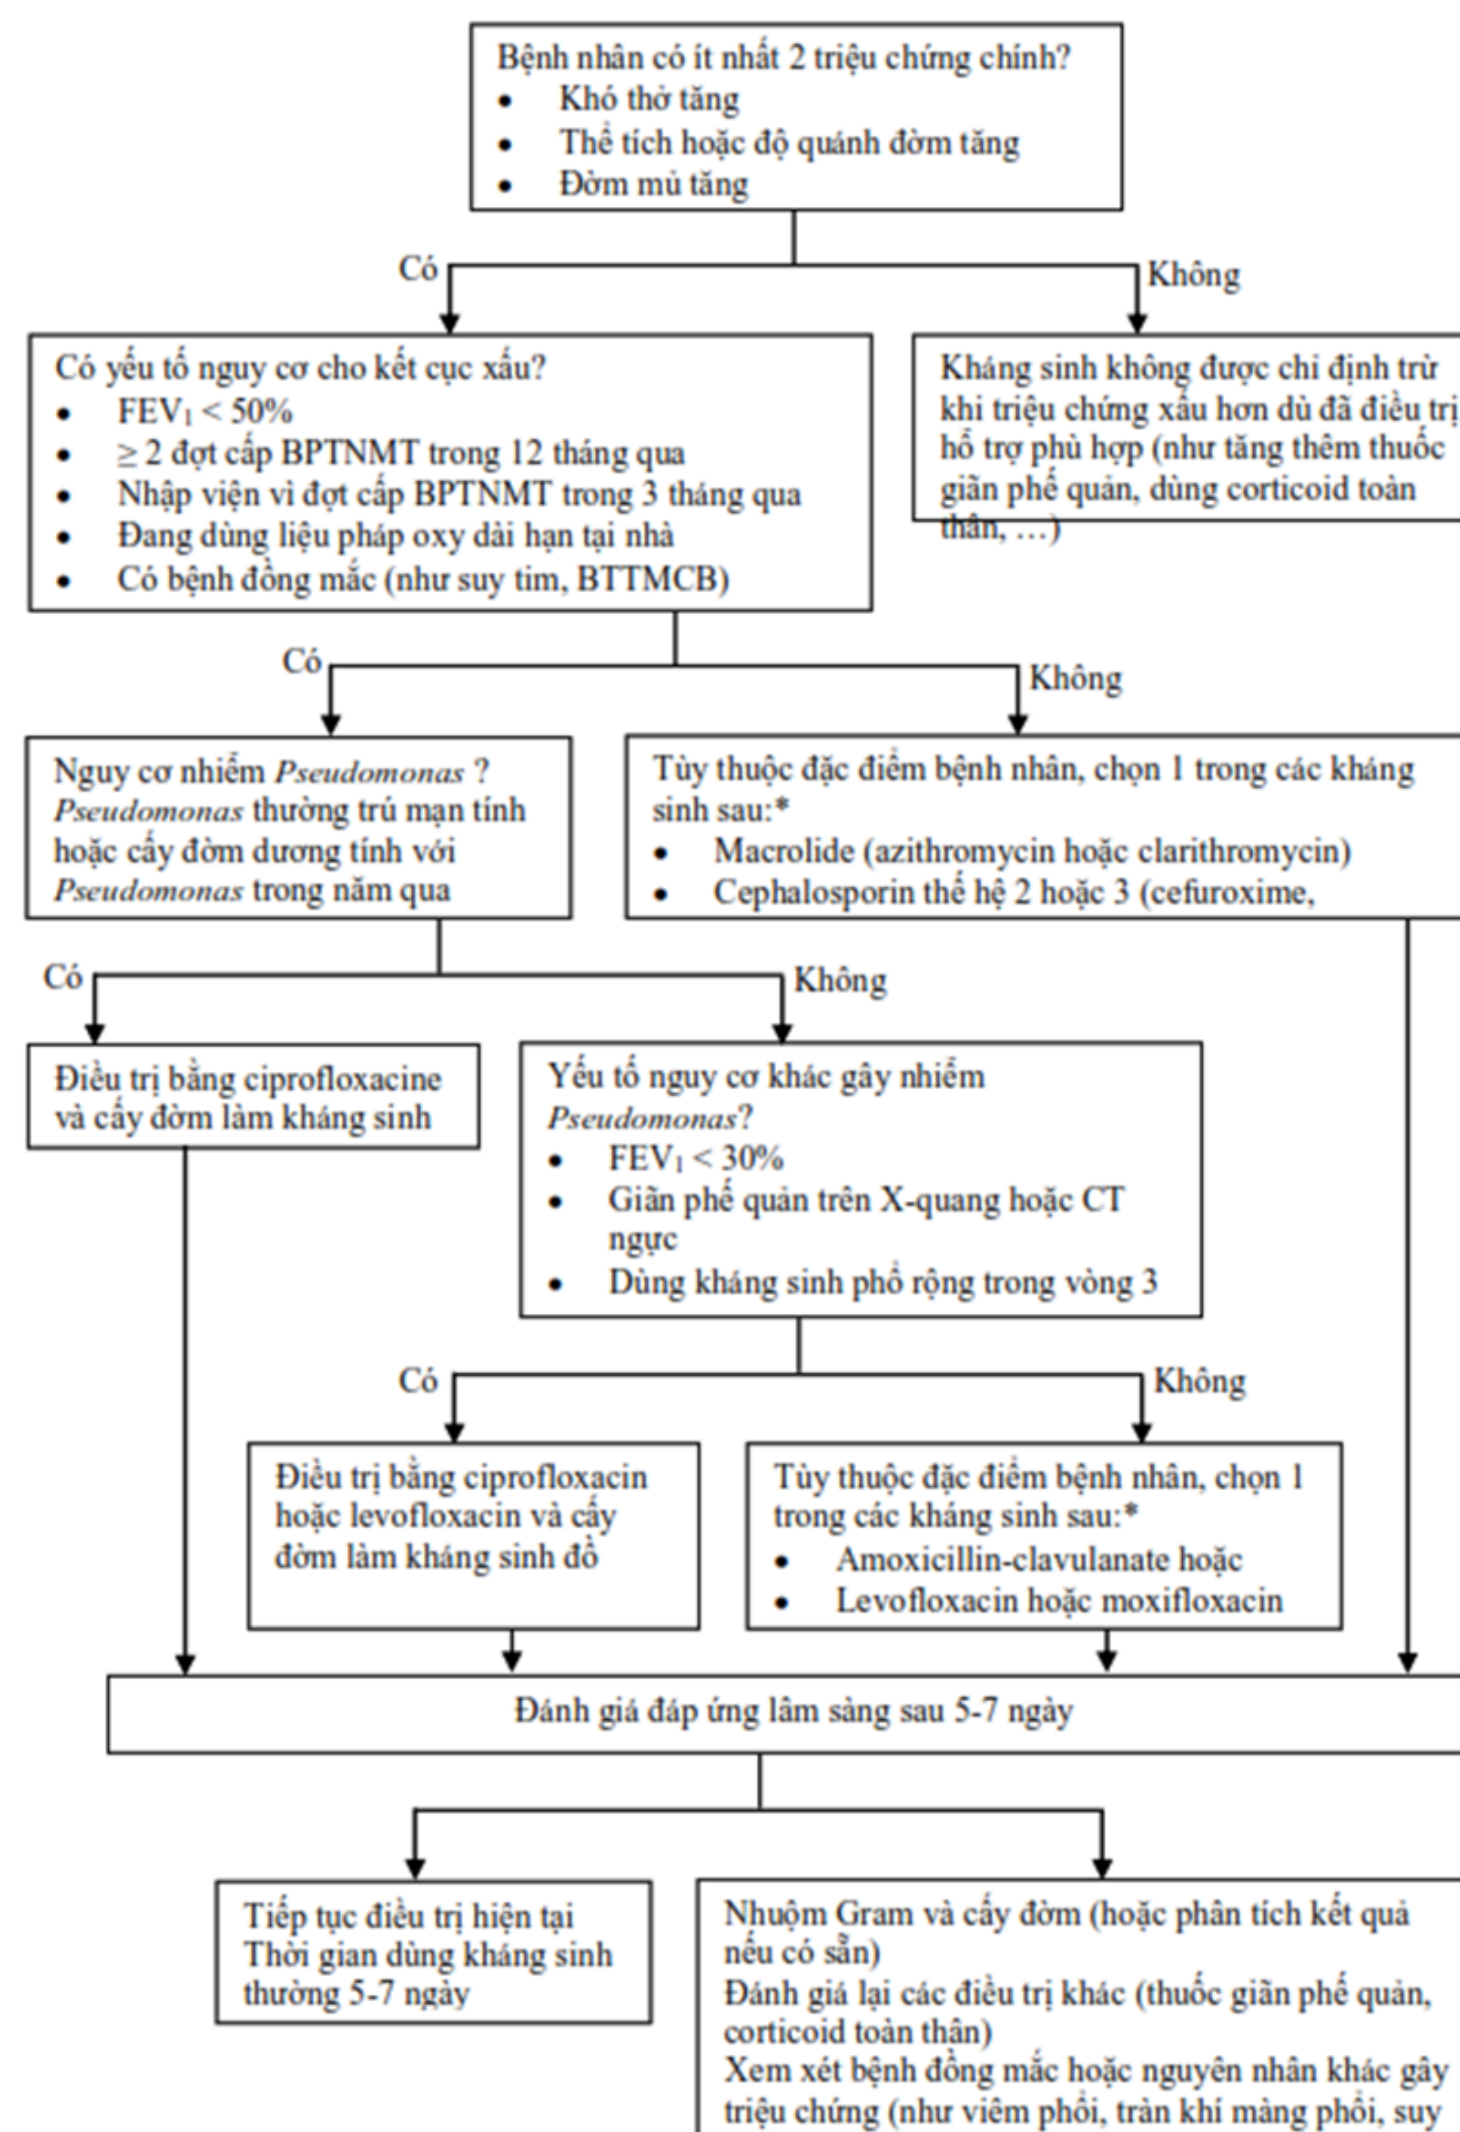 Bệnh nhân có ít nhất 2 triệu chứng chính?
• Khó thở tăng
• Thể tích hoặc độ quánh đờm tăng
• Đờm mủ tăng
Có
Không
Có yếu tố nguy cơ cho kết cục xấu?
• FEV₁ < 50%
• ≥ 2 đợt cấp BPTNMT trong 12 tháng qua
• Nhập viện vì đợt cấp BPTNMT trong 3 tháng qua
• Đang dùng liệu pháp oxy dài hạn tại nhà
• Có bệnh đồng mắc (như suy tim, BTTMCB)
Kháng sinh không được chỉ định trừ
khi triệu chứng xấu hơn dù đã điều trị
hổ trợ phù hợp (như tăng thêm thuốc
giãn phế quản, dùng corticoid toàn
thân, …)
Có
Không
Nguy cơ nhiễm Pseudomonas ?
Pseudomonas thường trú mạn tính
hoặc cấy đờm dương tính với
Pseudomonas trong năm qua
Tùy thuộc đặc điểm bệnh nhân, chọn 1 trong các kháng
sinh sau:*
• Macrolide (azithromycin hoặc clarithromycin)
• Cephalosporin thế hệ 2 hoặc 3 (cefuroxime,
Có
Không
Điều trị bằng ciprofloxacine
và cấy đờm làm kháng sinh
Yếu tố nguy cơ khác gây nhiễm
Pseudomonas?
• FEV₁ < 30%
• Giãn phế quản trên X-quang hoặc CT
ngực
• Dùng kháng sinh phổ rộng trong vòng 3
Có
Không
Điều trị bằng ciprofloxacin
hoặc levofloxacin và cấy
đờm làm kháng sinh đồ
Tùy thuộc đặc điểm bệnh nhân, chọn 1
trong các kháng sinh sau:*
• Amoxicillin-clavulanate hoặc
• Levofloxacin hoặc moxifloxacin
Đánh giá đáp ứng lâm sàng sau 5-7 ngày
Tiếp tục điều trị hiện tại
Thời gian dùng kháng sinh
thường 5-7 ngày
Nhuộm Gram và cấy đờm (hoặc phân tích kết quả
nếu có sẵn)
Đánh giá lại các điều trị khác (thuốc giãn phế quản,
corticoid toàn thân)
Xem xét bệnh đồng mắc hoặc nguyên nhân khác gây
triệu chứng (như viêm phổi, tràn khí màng phổi, suy